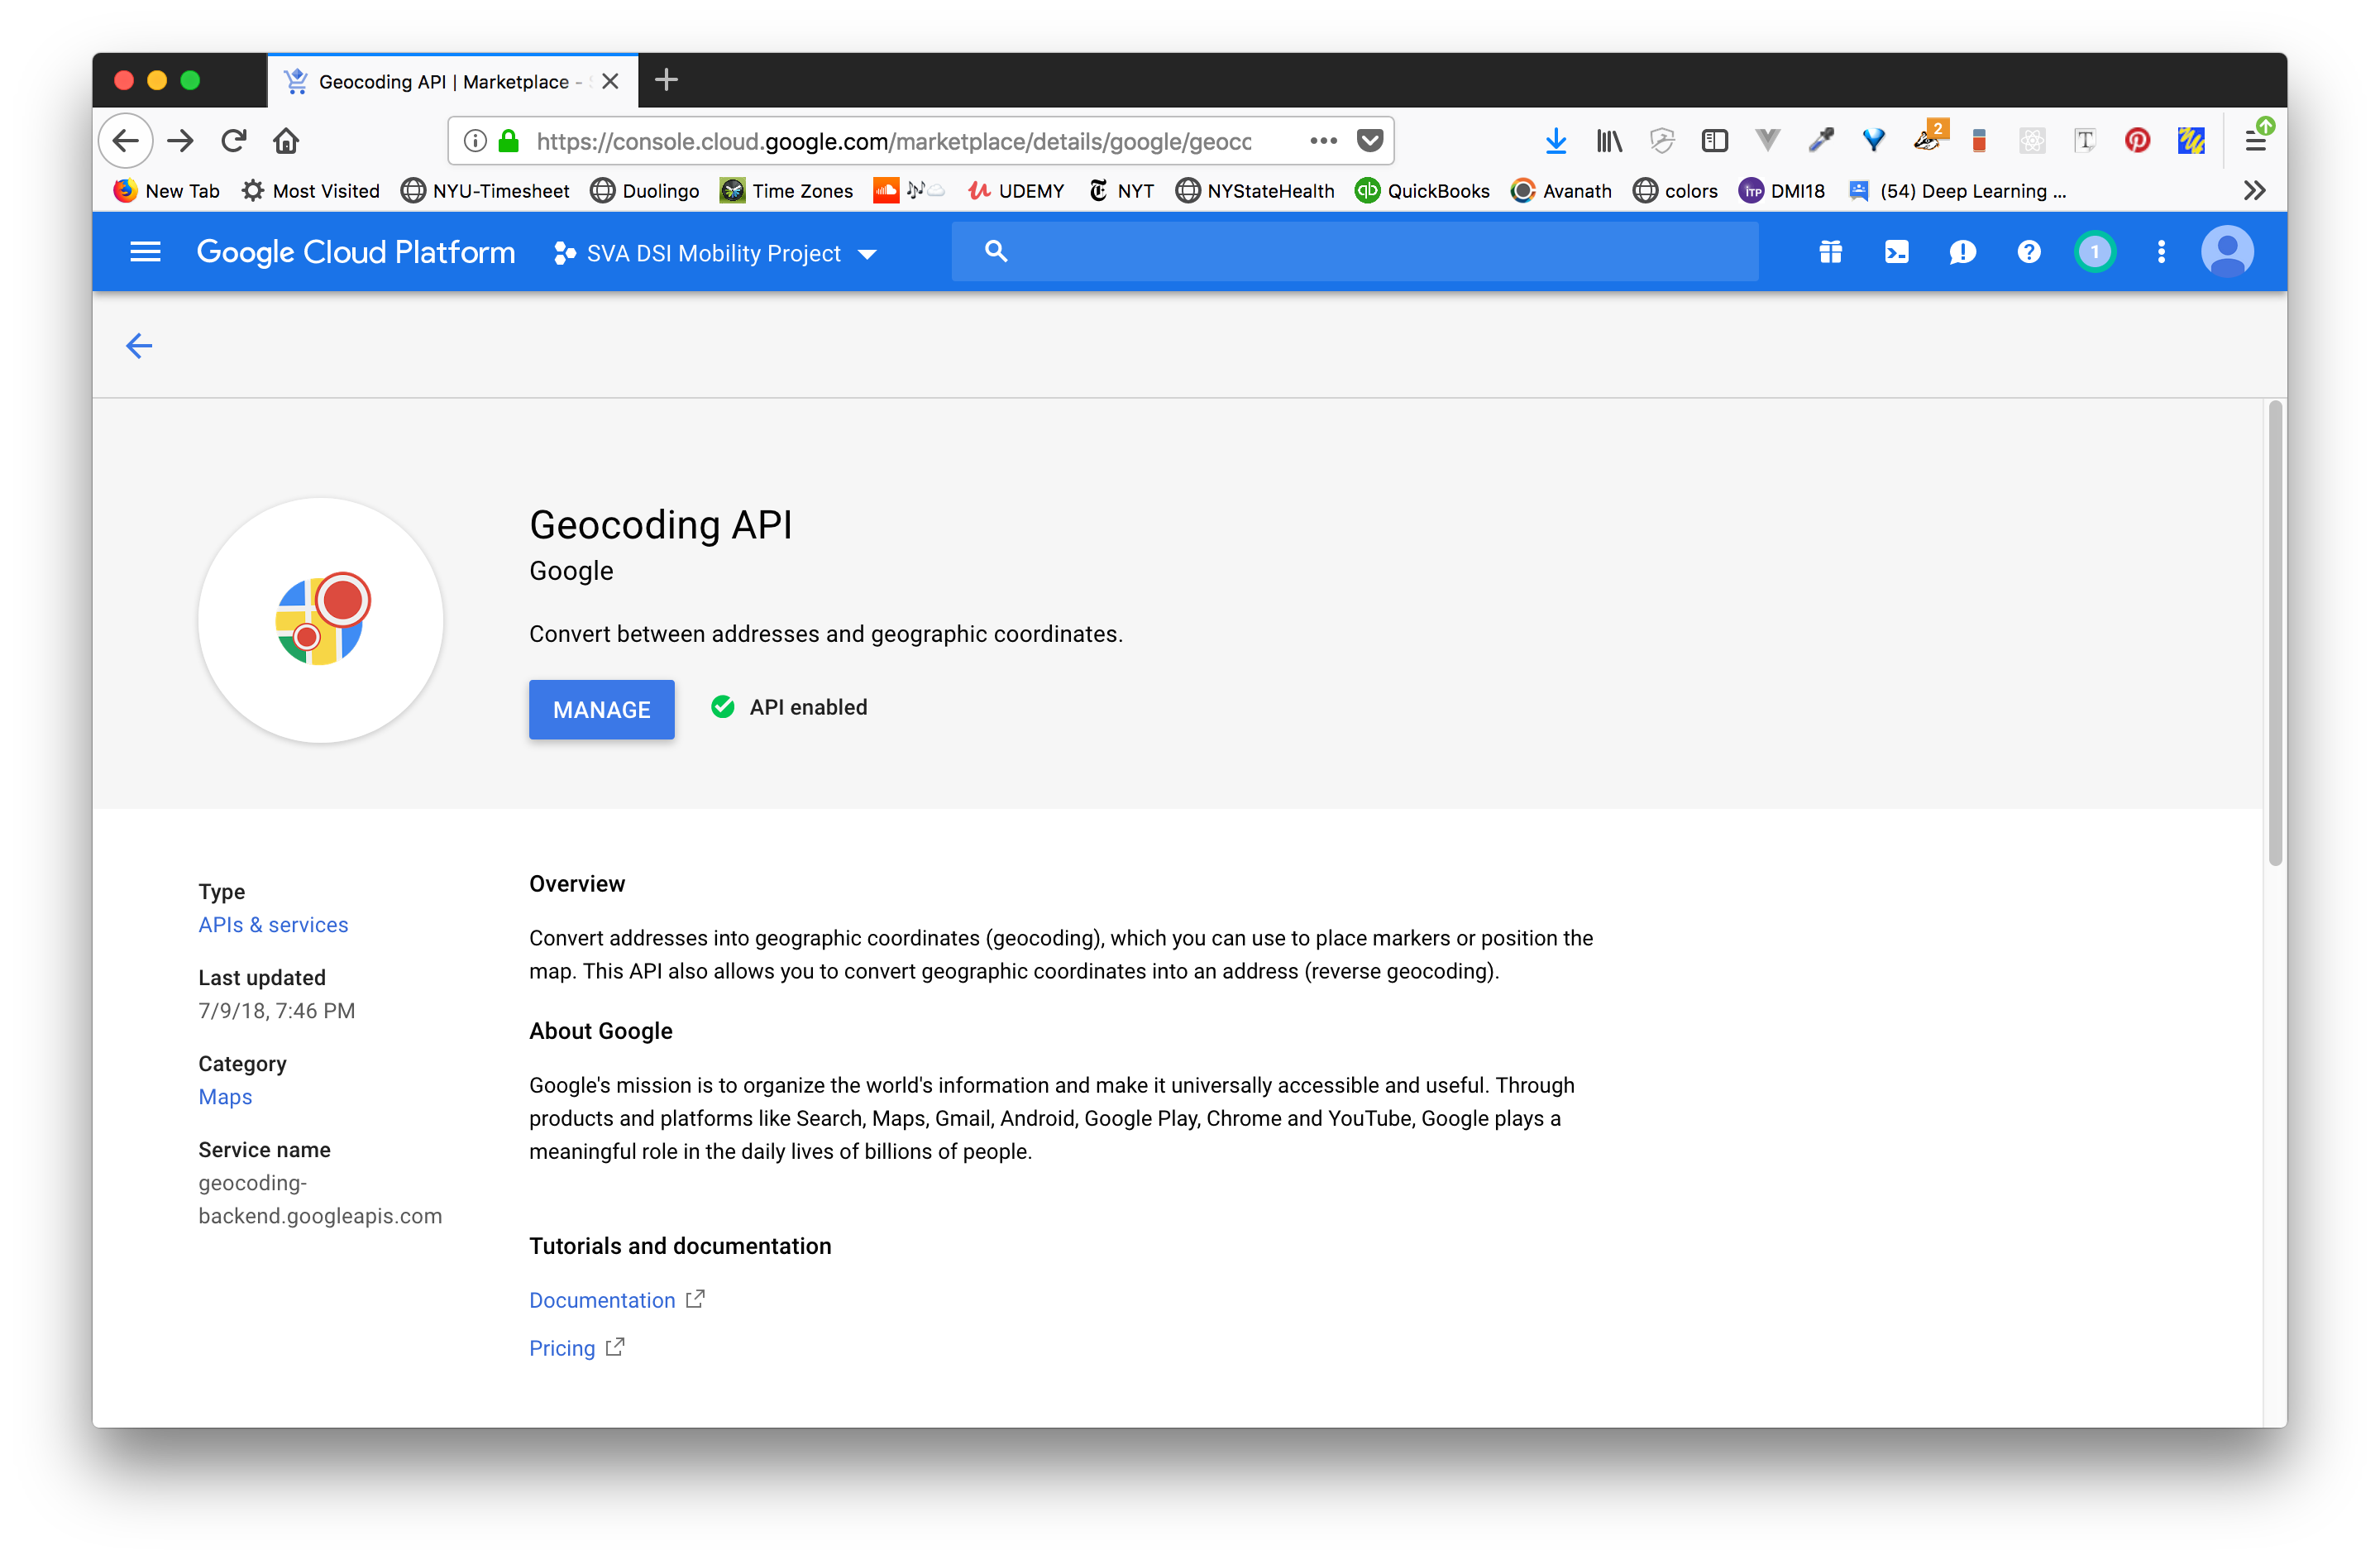 Geocoding API | Marketplace -
https://console.cloud.google.com/marketplace/details/google/geocc
2
New Tab
Most Visited
NYU-Timesheet
Duolingo
Time Zones
UDEMY
NYT
NYStateHealth
QuickBooks
Avanath
colors
DMI18
(54) Deep Learning ...
Google Cloud Platform
SVA DSI Mobility Project
1
Geocoding API
Google
Convert between addresses and geographic coordinates.
MANAGE
API enabled
Type
APIs & services
Last updated
7/9/18, 7:46 PM
Category
Maps
Service name
geocoding-
backend.googleapis.com
Overview
Convert addresses into geographic coordinates (geocoding), which you can use to place markers or position the
map. This API also allows you to convert geographic coordinates into an address (reverse geocoding).
About Google
Google's mission is to organize the world's information and make it universally accessible and useful. Through
products and platforms like Search, Maps, Gmail, Android, Google Play, Chrome and YouTube, Google plays a
meaningful role in the daily lives of billions of people.
Tutorials and documentation
Documentation
Pricing